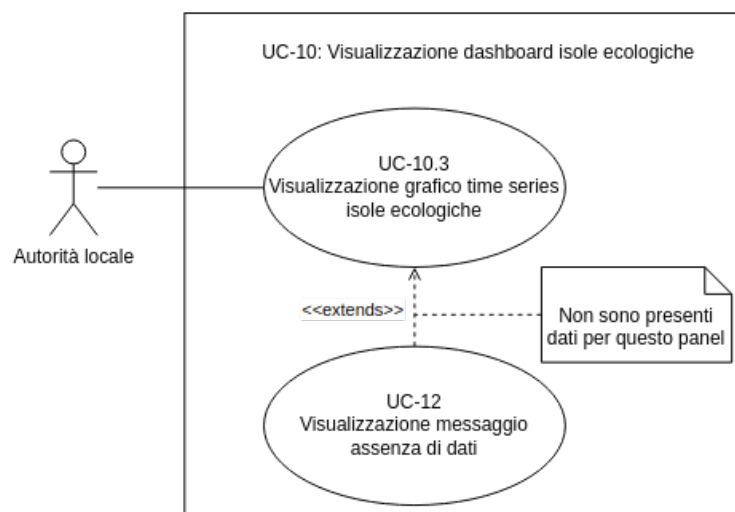 UC-10: Visualizzazione dashboard isole ecologiche
UC-10.3
Visualizzazione grafico time series
isole ecologiche
Autorità locale
<<extends>>
Non sono presenti
dati per questo panel
UC-12
Visualizzazione messaggio
assenza di dati